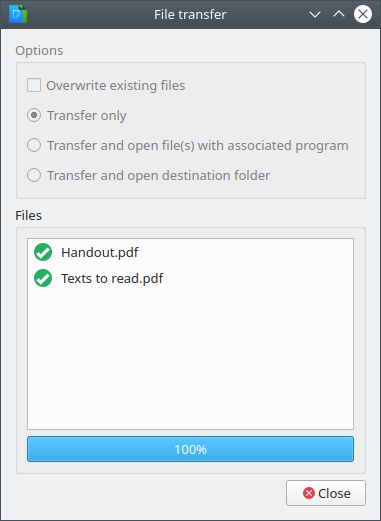 File transfer
Options
Overwrite existing files
Transfer only
Transfer and open file(s) with associated program
Transfer and open destination folder
Files
Handout.pdf
Texts to read.pdf
100%
Close